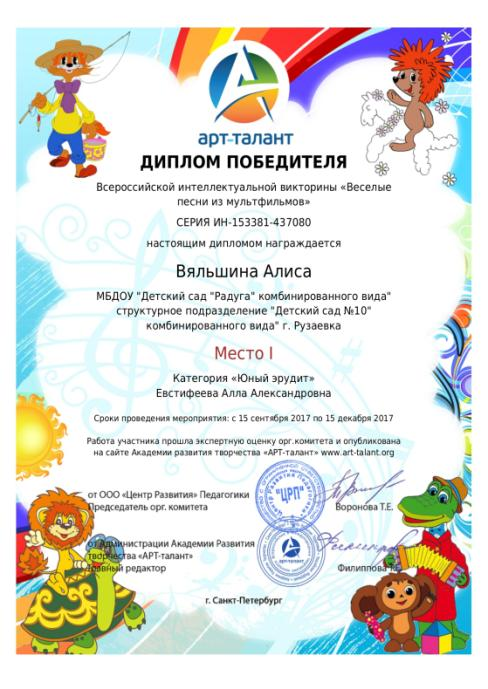 арт-талант
ДИПЛОМ ПОБЕДИТЕЛЯ
Всероссийской интеллектуальной викторины «Веселые
песни из мультфильмов»
СЕРИЯ ИН-153381-437080
настоящим дипломом награждается
Вяльшина Алиса
МБДОУ "Детский сад "Радуга" комбинированного вида"
структурное подразделение "Детский сад №10"
комбинированного вида" г. Рузаевка
Место I
Категория «Юный эрудит»
Евстифеева Алла Александровна
Сроки проведения мероприятия: с 15 сентября 2017 по 15 декабря 2017
Работа участника прошла экспертную оценку орг.комитета и опубликована
на сайте Академии развития творчества «АРТ-талант» www.art-talant.org
от ООО «Центр Развития» Педагогики
Председатель орг. комитета
"ЦРП"
Воронова Т.Е.
от Администрации Академии Развития
творчества «АРТ-талант»
Главный редактор
Филиппова Т.Е.
г. Санкт-Петербург